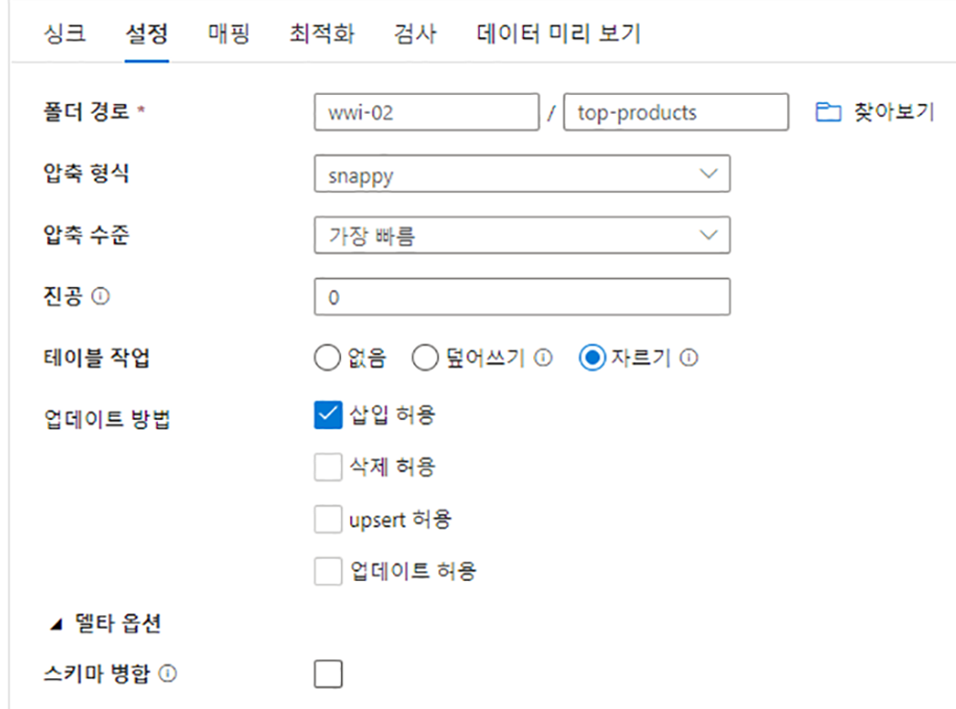 싱크 설정 매핑 최적화 검사 데이터 미리 보기
폴더 경로 * wwi-02 / top-products 찾아보기
압축 형식 snappy
압축 수준 가장 빠름
진공 0
테이블 작업 없음 덮어쓰기 자르기
업데이트 방법 삽입 허용
삭제 허용
upsert 허용
업데이트 허용
델타 옵션
스키마 병합